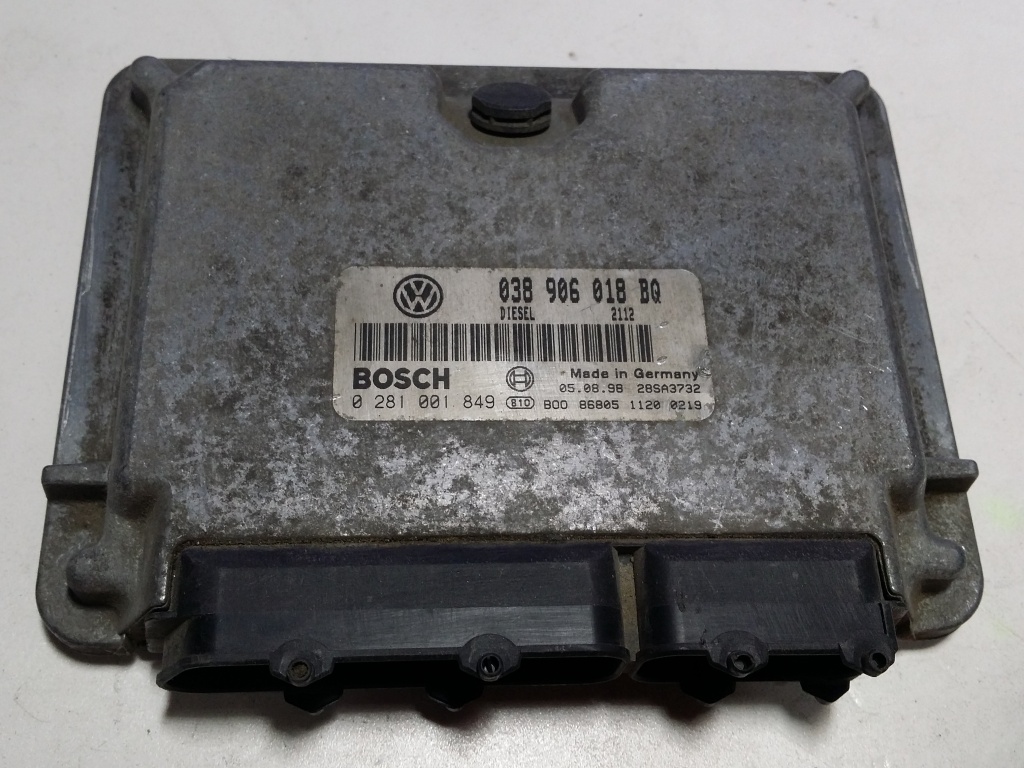 038 906 018 BQ
DIESEL 2112
BOSCH Made in Germany
05.08.98 28SA3732
0 281 001 849 B10 B00 86805 1120 0219